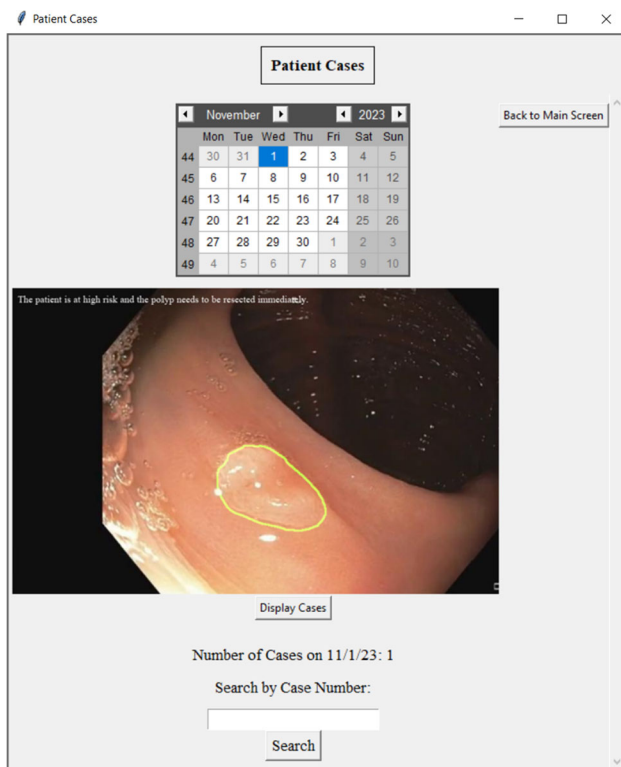 Patient Cases
Patient Cases
November 2023
Back to Main Screen
Mon Tue Wed Thu Fri Sat Sun
44 30 31 1 2 3 4 5
45 6 7 8 9 10 11 12
46 13 14 15 16 17 18 19
47 20 21 22 23 24 25 26
48 27 28 29 30 1 2 3
49 4 5 6 7 8 9 10
The patient is at high risk and the polyp needs to be resected immediately.
Display Cases
Number of Cases on 11/1/23: 1
Search by Case Number:
Search